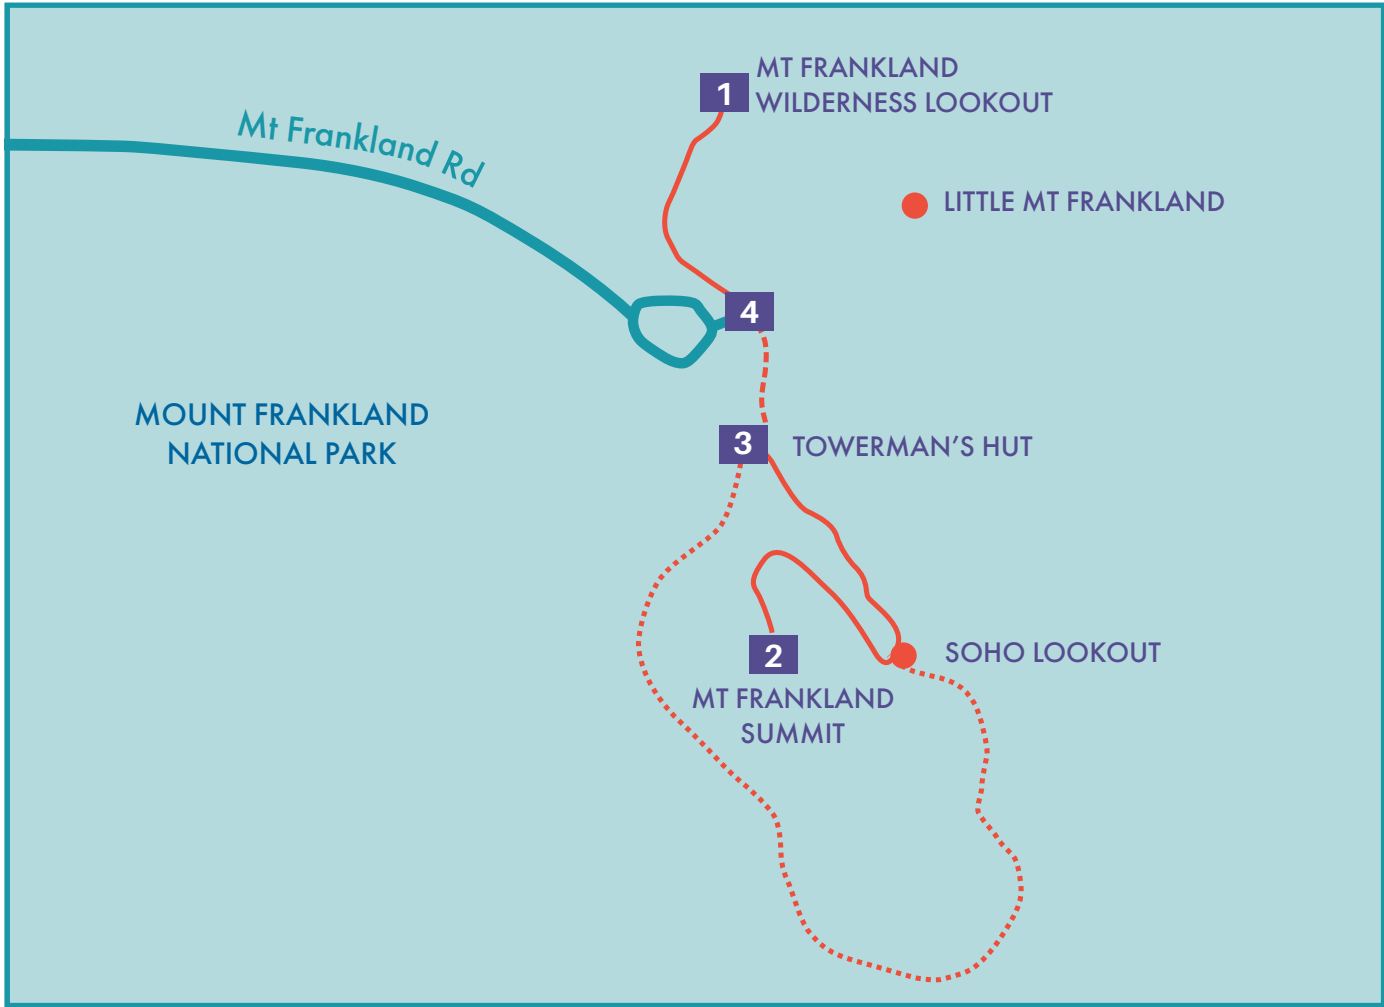 1
MT FRANKLAND
WILDERNESS LOOKOUT
Mt Frankland Rd
LITTLE MT FRANKLAND
4
MOUNT FRANKLAND
NATIONAL PARK
3
TOWERMAN’S HUT
2
SOHO LOOKOUT
MT FRANKLAND
SUMMIT